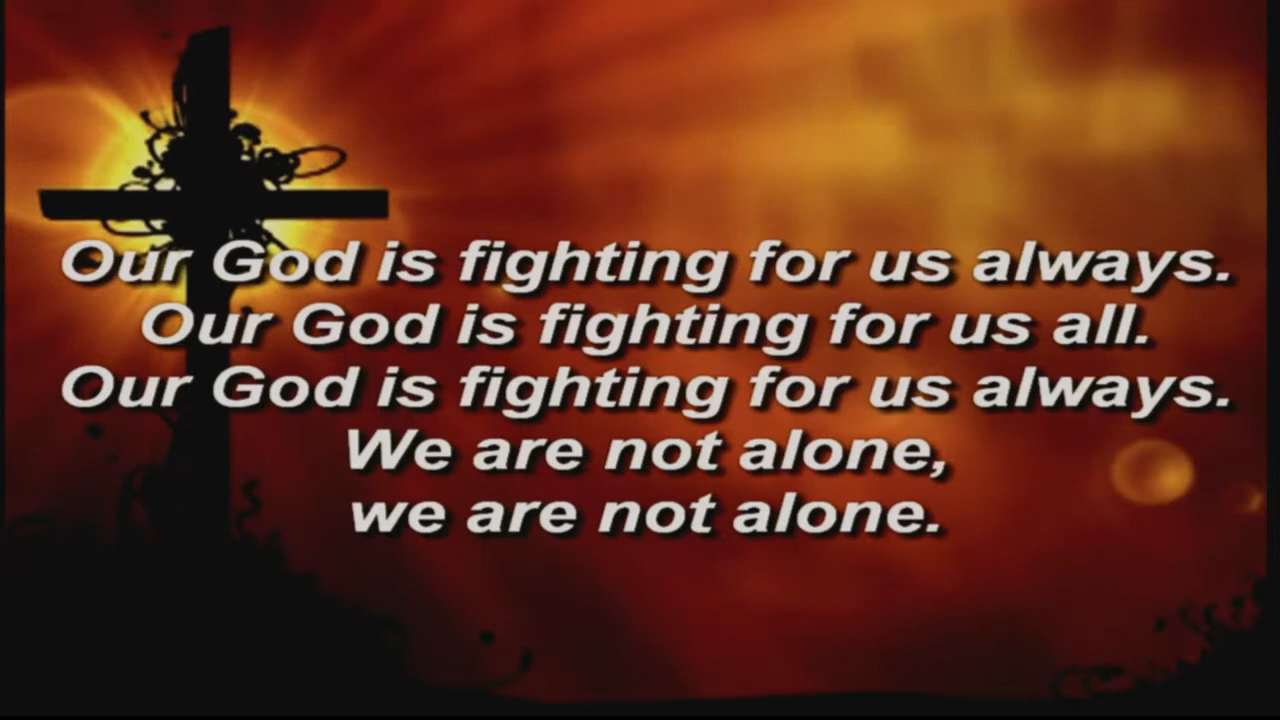 Our God is fighting for us always.
Our God is fighting for us all.
Our God is fighting for us always.
We are not alone,
we are not alone.